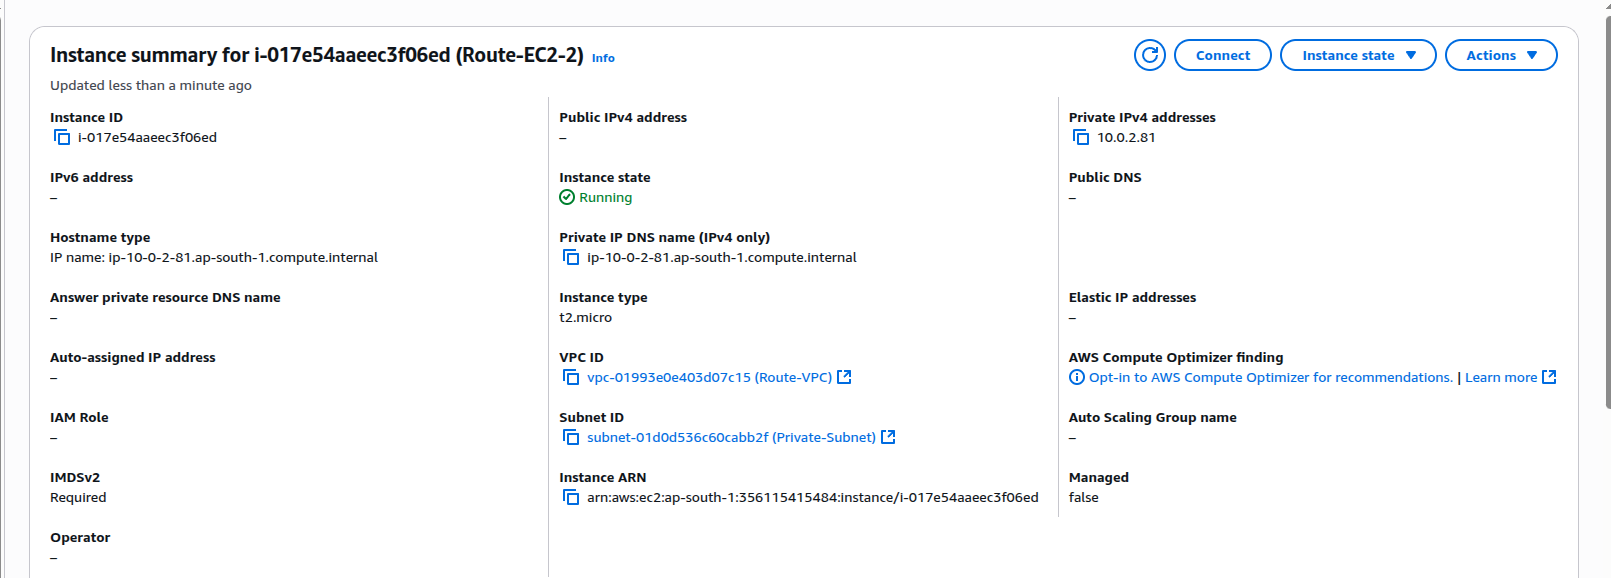 Instance summary for i-017e54aaeec3f06ed (Route-EC2-2) Info
Connect
Instance state
Actions
Updated less than a minute ago
Instance ID
i-017e54aaeec3f06ed
Public IPv4 address
–
Private IPv4 addresses
10.0.2.81
IPv6 address
–
Instance state
Running
Public DNS
–
Hostname type
IP name: ip-10-0-2-81.ap-south-1.compute.internal
Private IP DNS name (IPv4 only)
ip-10-0-2-81.ap-south-1.compute.internal
Answer private resource DNS name
–
Instance type
t2.micro
Elastic IP addresses
–
Auto-assigned IP address
–
VPC ID
vpc-01993e0e403d07c15 (Route-VPC)
AWS Compute Optimizer finding
Opt-in to AWS Compute Optimizer for recommendations. | Learn more
IAM Role
–
Subnet ID
subnet-01d0d536c60cabb2f (Private-Subnet)
Auto Scaling Group name
–
IMDSv2
Required
Instance ARN
arn:aws:ec2:ap-south-1:356115415484:instance/i-017e54aaeec3f06ed
Managed
false
Operator
–